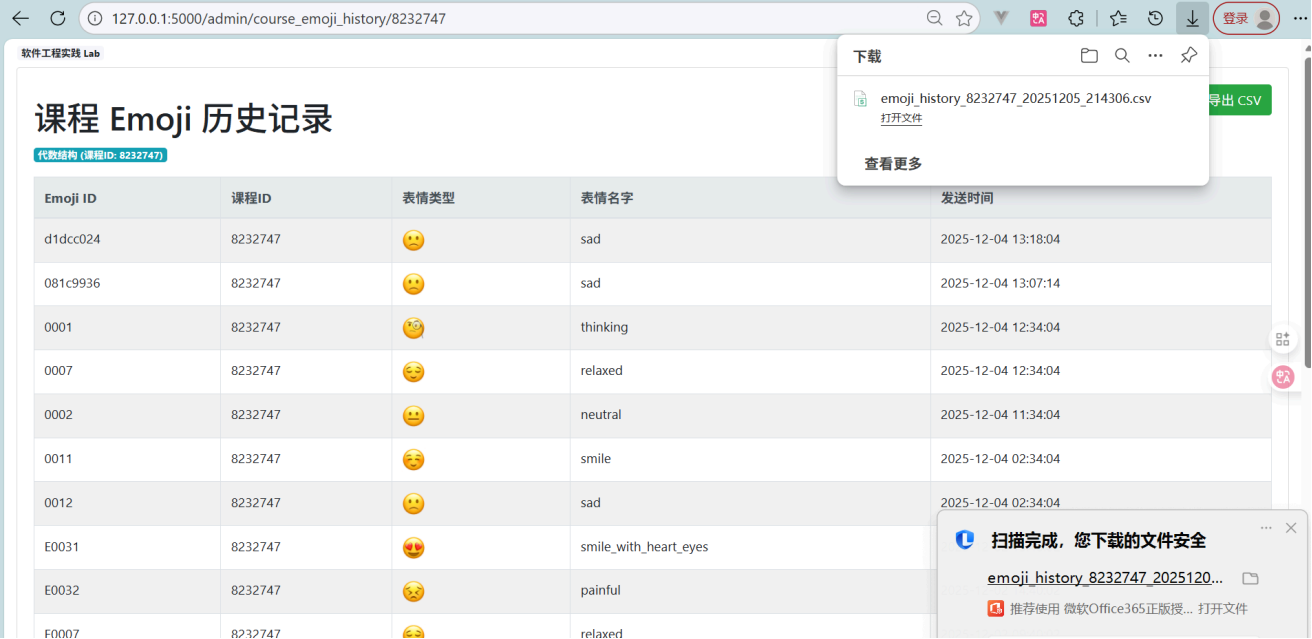 127.0.0.1:5000/admin/course_emoji_history/8232747
登录
软件工程实践 Lab
下载
emoji_history_8232747_20251205_214306.csv
打开文件
查看更多
导出 CSV
课程 Emoji 历史记录
代数结构 (课程ID: 8232747)
Emoji ID 课程ID 表情类型 表情名字 发送时间
d1dcc024 8232747 sad 2025-12-04 13:18:04
081c9936 8232747 sad 2025-12-04 13:07:14
0001 8232747 thinking 2025-12-04 12:34:04
0007 8232747 relaxed 2025-12-04 12:34:04
0002 8232747 neutral 2025-12-04 11:34:04
0011 8232747 smile 2025-12-04 02:34:04
0012 8232747 sad 2025-12-04 02:34:04
E0031 8232747 smile_with_heart_eyes
E0032 8232747 painful
E0007 8232747 relaxed
扫描完成，您下载的文件安全
emoji_history_8232747_2025120...
推荐使用 微软Office365正版授... 打开文件